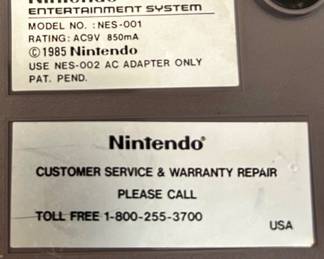 Nintendo
ENTERTAINMENT SYSTEM
MODEL NO. :NES-001
RATING: AC9V 850mA
©1985 Nintendo
USE NES-002 AC ADAPTER ONLY
PAT. PEND.
Nintendo®
CUSTOMER SERVICE & WARRANTY REPAIR
PLEASE CALL
TOLL FREE 1-800-255-3700
USA